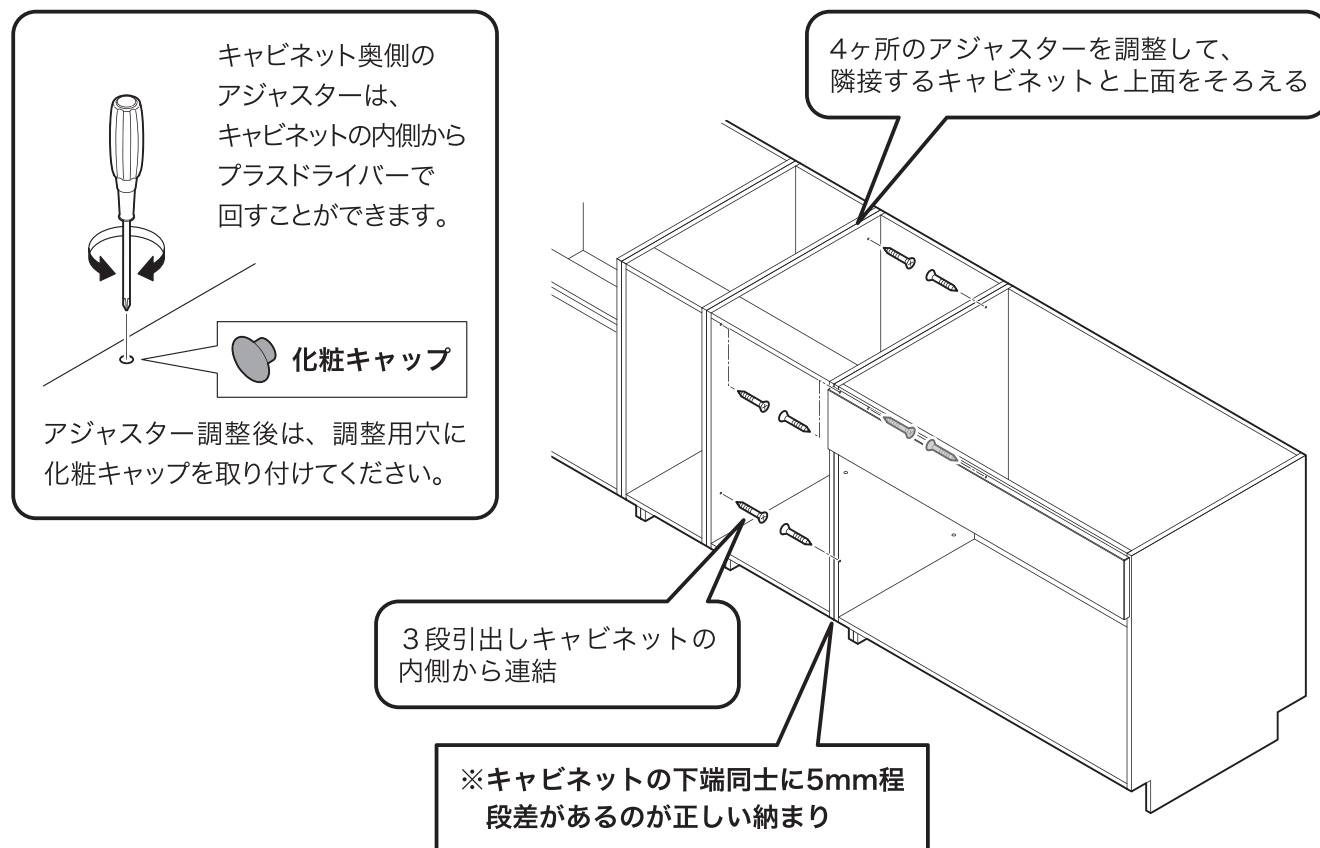 キャビネット奥側の
アジャスターは、
キャビネットの内側から
プラスドライバーで
回すことができます。
化粧キャップ
アジャスター調整後は、調整用穴に
化粧キャップを取り付けてください。
4ヶ所のアジャスターを調整して、
隣接するキャビネットと上面をそろえる
３段引出しキャビネットの
内側から連結
※キャビネットの下端同士に5mm程
段差があるのが正しい納まり